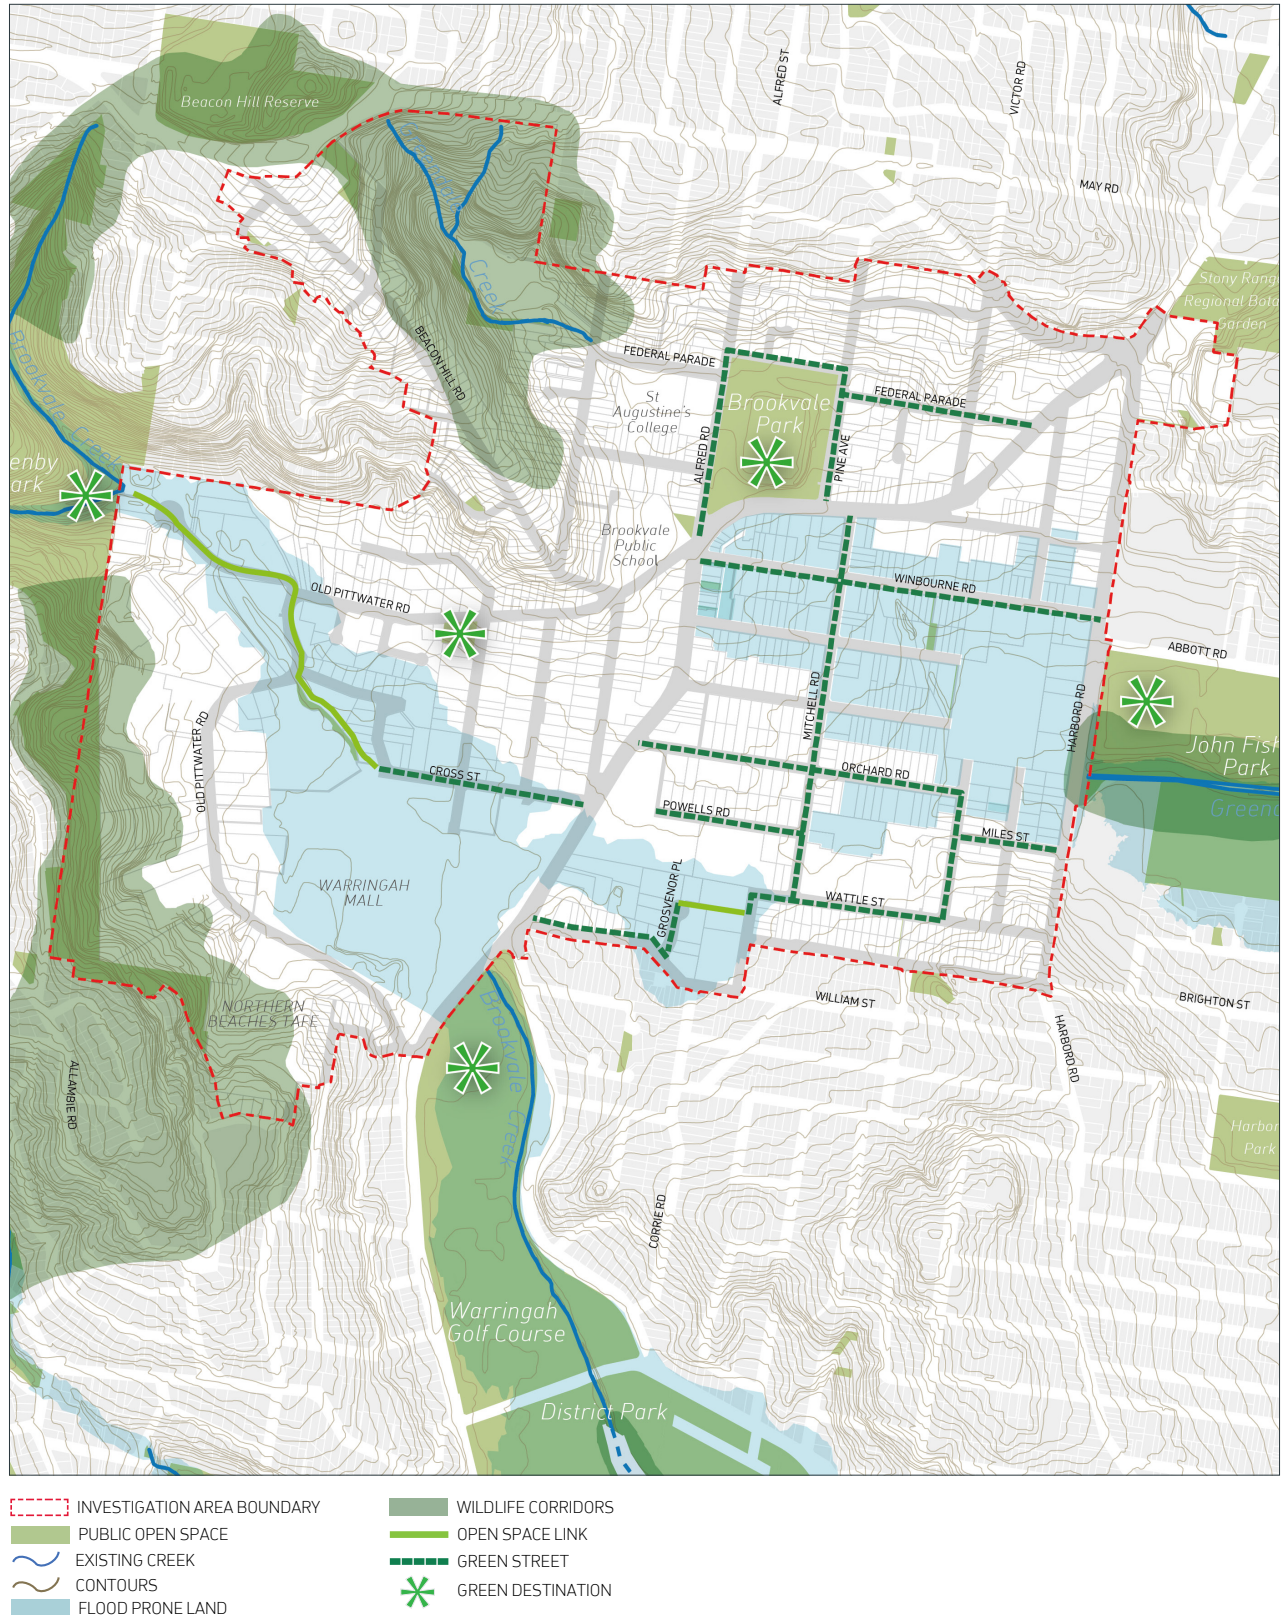 ALFRED ST
VICTOR RD
Beacon Hill Reserve
MAY RD
Creek
Stony Rang
Regional Bota
Garden
BEACON HILL RD
FEDERAL PARADE
Brookvale Creek
St
Augustine's
College
Brookvale
Park
FEDERAL PARADE
ALFRED RD
PINE AVE
enby
ark
Brookvale
Public
School
WINBOURNE RD
OLD PITTWATER RD
ABBOTT RD
MITCHELL RD
HARBORD RD
OLD PITTWATER RD
John Fish
Park
CROSS ST
ORCHARD RD
POWELLS RD
Greend
MILES ST
WARRINGAH
MALL
GROSVENOR PL
WATTLE ST
NORTHERN
BEACHES TAFE
WILLIAM ST
BRIGHTON ST
Brookvale Creek
HARBORD RD
ALLAMBIE RD
Harbor
Park
CORRIE RD
Warringah
Golf Course
District Park
INVESTIGATION AREA BOUNDARY
PUBLIC OPEN SPACE
EXISTING CREEK
CONTOURS
FLOOD PRONE LAND
WILDLIFE CORRIDORS
OPEN SPACE LINK
GREEN STREET
GREEN DESTINATION